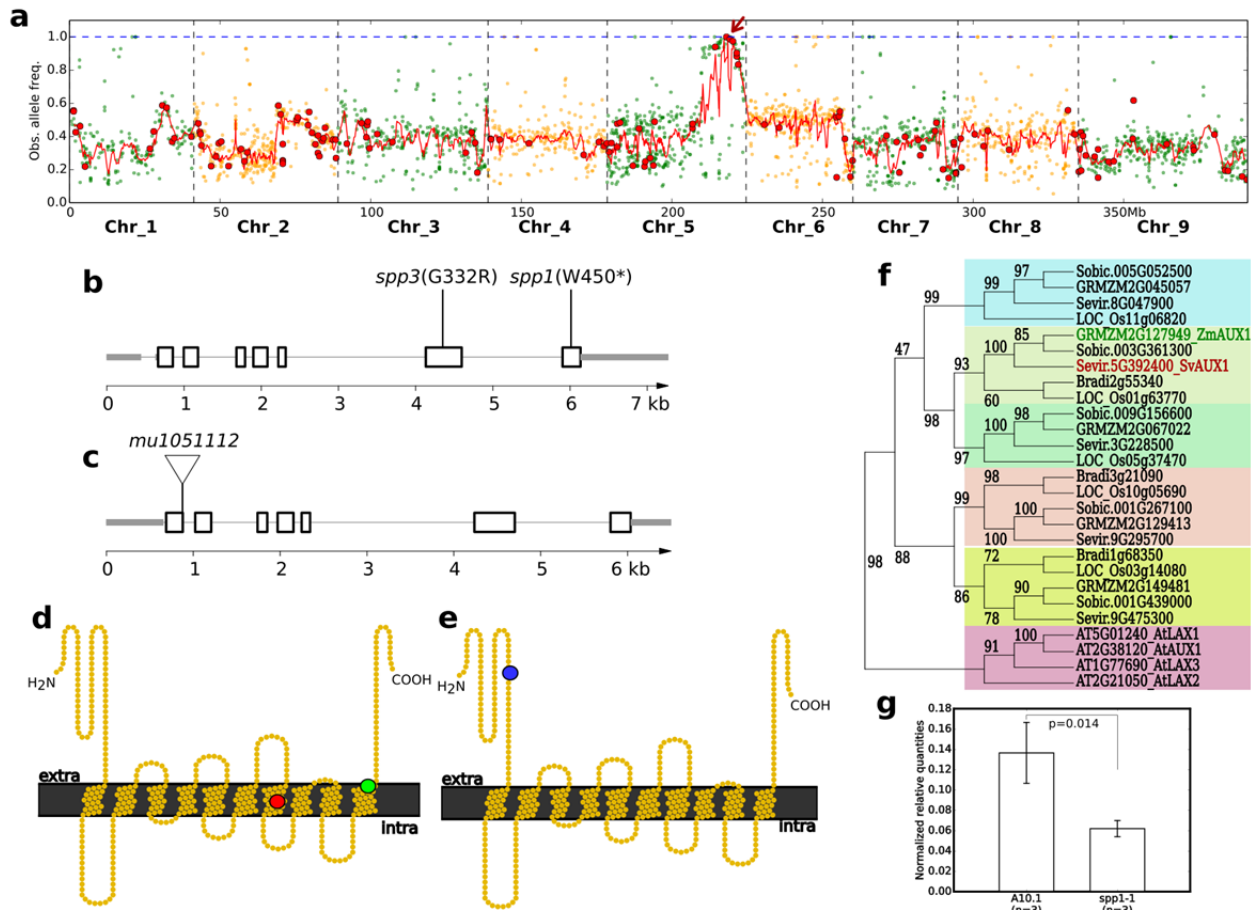 a
Obs. allele freq.
1.0
0.8
0.6
0.4
0.2
0.0
0 50 100 150 200 250 300 350Mb
Chr_1 Chr_2 Chr_3 Chr_4 Chr_5 Chr_6 Chr_7 Chr_8 Chr_9
b
spp3(G332R) spp1(W450*)
0 1 2 3 4 5 6 7 kb
c
mu1051112
0 1 2 3 4 5 6 kb
d
H2N
COOH
extra
intra
e
H2N
COOH
extra
intra
f
97 Sobic.005G052500
99 GRMZM2G045057
99 Sevir.8G047900
LOC_Os11g06820
85 GRMZM2G127949_ZmAUX1
47 100 Sobic.003G361300
93 Sevir.5G392400_SvAUX1
Bradi2g55340
60 LOC_Os01g63770
98 98 Sobic.009G156600
100 GRMZM2G067022
Sevir.3G228500
97 LOC_Os05g37470
98 Bradi3g21090
99 LOC_Os10g05690
100 Sobic.001G267100
GRMZM2G129413
100 Sevir.9G295700
98 88 72 Bradi1g68350
LOC_Os03g14080
90 GRMZM2G149481
86 Sobic.001G439000
78 Sevir.9G475300
100 AT5G01240_AtLAX1
91 AT2G38120_AtAUX1
AT1G77690_AtLAX3
AT2G21050_AtLAX2
g
Normalized relative quantities
0.18
0.16
0.14
0.12
0.10
0.08
0.06
0.04
0.02
0.00
p=0.014
A10.1 spp1-1
(n=3) (n=3)